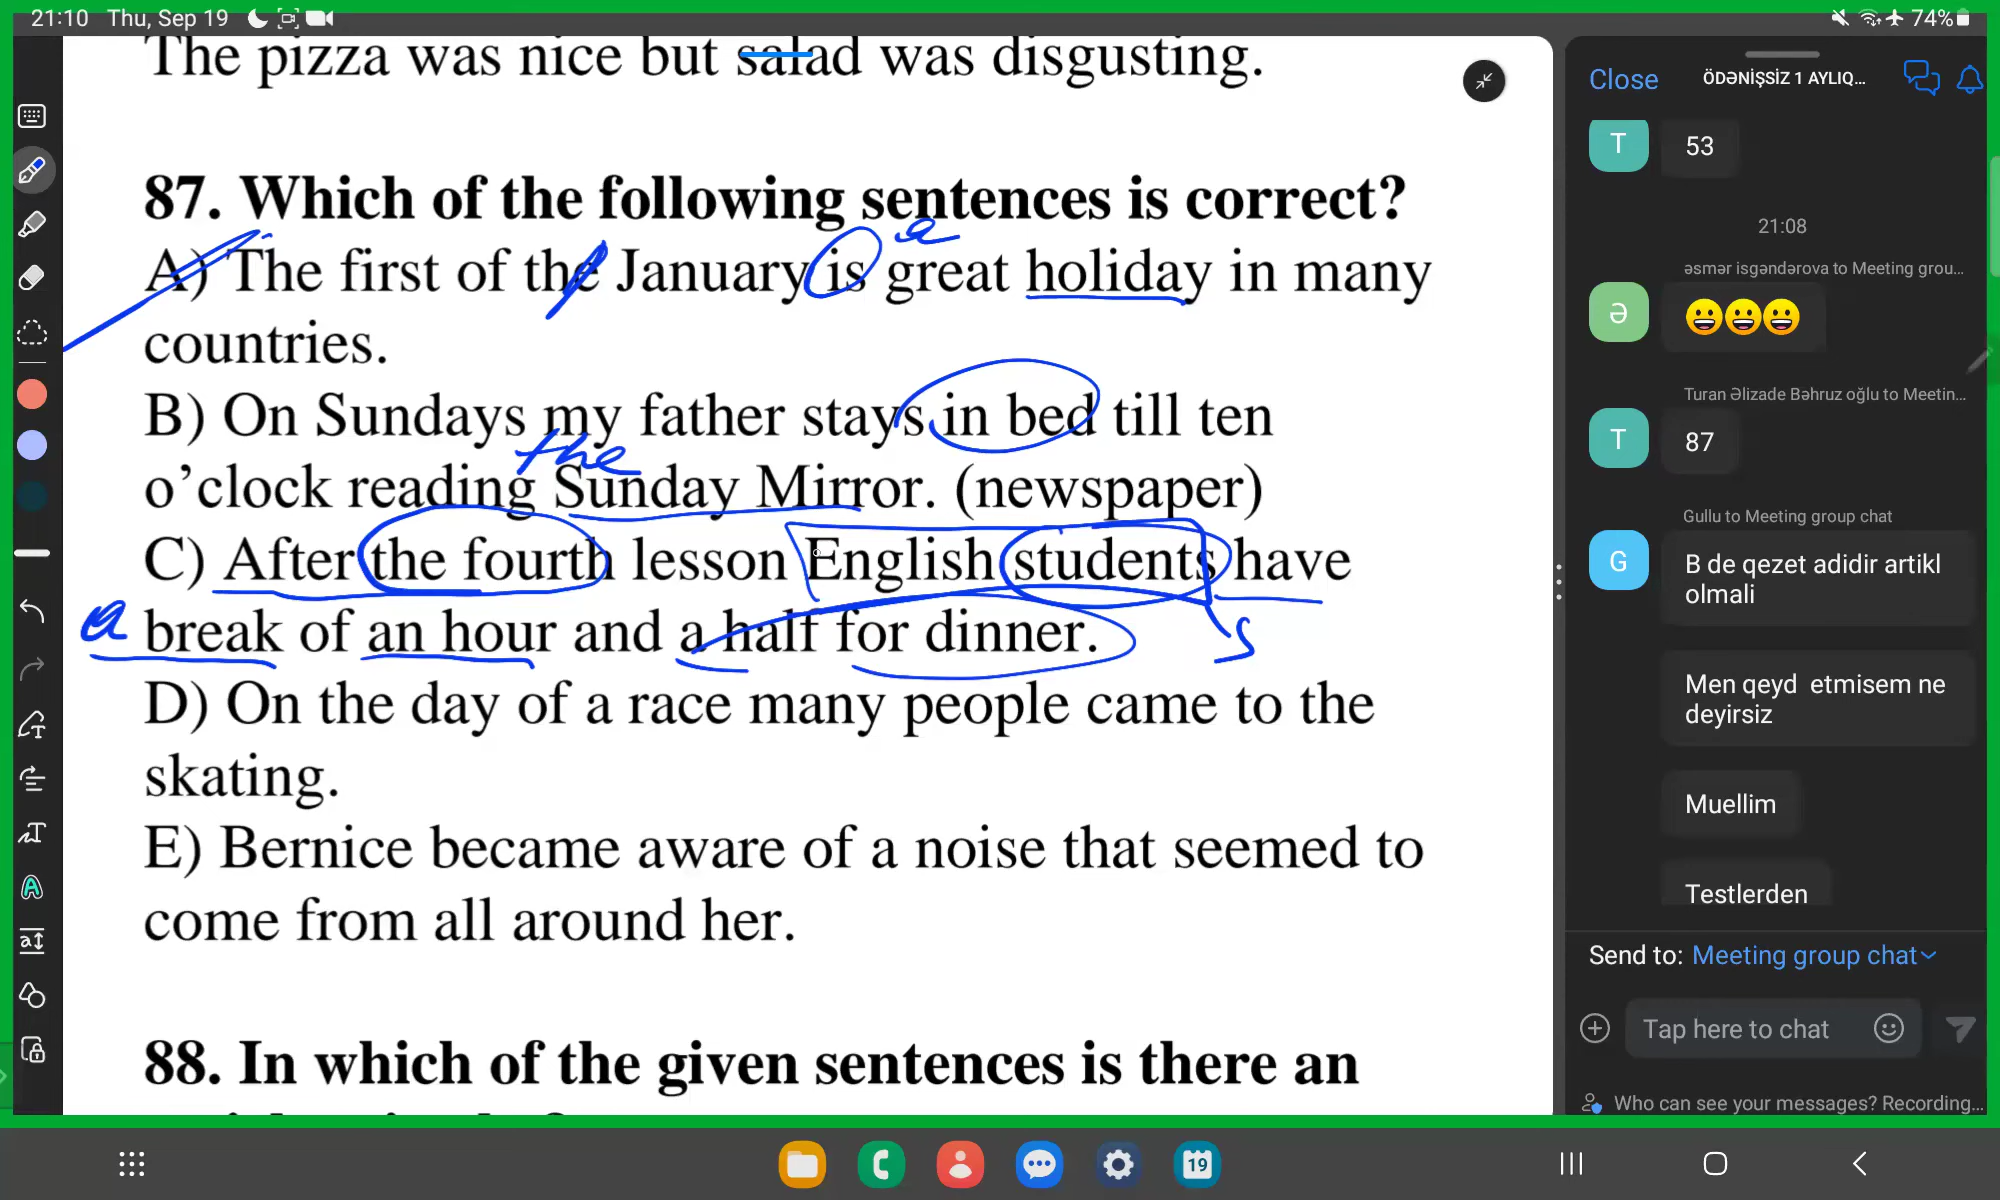 21:10 Thu, Sep 19
74%
The pizza was nice but salad was disgusting.
87. Which of the following sentences is correct?
a
A) The first of the January is great holiday in many
countries.
B) On Sundays my father stays in bed till ten
the
o’clock reading Sunday Mirror. (newspaper)
C) After the fourth lesson English students have
a break of an hour and a half for dinner.
s
D) On the day of a race many people came to the
skating.
E) Bernice became aware of a noise that seemed to
come from all around her.
88. In which of the given sentences is there an
Close
ÖDƏNİŞSİZ 1 AYLIQ...
T
53
21:08
əsmər isgəndərova to Meeting grou...
Ə
😀😀😀
Turan Əlizade Bəhruz oğlu to Meetin...
T
87
Gullu to Meeting group chat
G
B de qezet adidir artikl
olmali
Men qeyd etmisem ne
deyirsiz
Muellim
Testlerden
Send to: Meeting group chat
Tap here to chat
Who can see your messages? Recording...
19